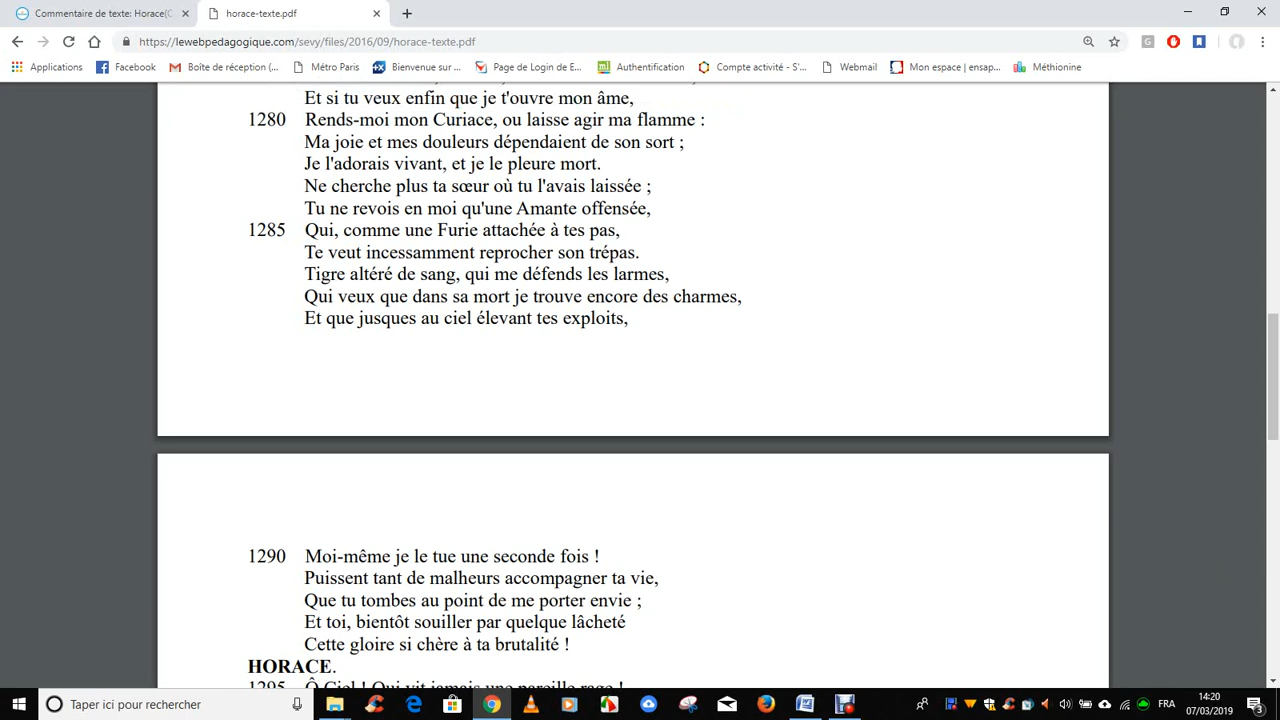 Commentaire de texte: Horace(C
horace-texte.pdf
https://lewebpedagogique.com/sevy/files/2016/09/horace-texte.pdf
Applications
Facebook
Boîte de réception (...
Métro Paris
Bienvenue sur ...
Page de Login de E...
Authentification
Compte activité - S'...
Webmail
Mon espace | ensap...
Méthionine
Et si tu veux enfin que je t'ouvre mon âme,
1280 Rends-moi mon Curiace, ou laisse agir ma flamme :
Ma joie et mes douleurs dépendaient de son sort ;
Je l'adorais vivant, et je le pleure mort.
Ne cherche plus ta sœur où tu l'avais laissée ;
Tu ne revois en moi qu'une Amante offensée,
1285 Qui, comme une Furie attachée à tes pas,
Te veut incessamment reprocher son trépas.
Tigre altéré de sang, qui me défends les larmes,
Qui veux que dans sa mort je trouve encore des charmes,
Et que jusques au ciel élevant tes exploits,
1290 Moi-même je le tue une seconde fois !
Puissent tant de malheurs accompagner ta vie,
Que tu tombes au point de me porter envie ;
Et toi, bientôt souiller par quelque lâcheté
Cette gloire si chère à ta brutalité !
HORACE.
1295 Ô Ciel ! Qui vit jamais une pareille rage !
Taper ici pour rechercher
FRA
14:20
07/03/2019
3